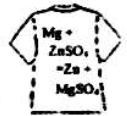 Mg +
ZnSO₄
=Zn +
MgSO₄